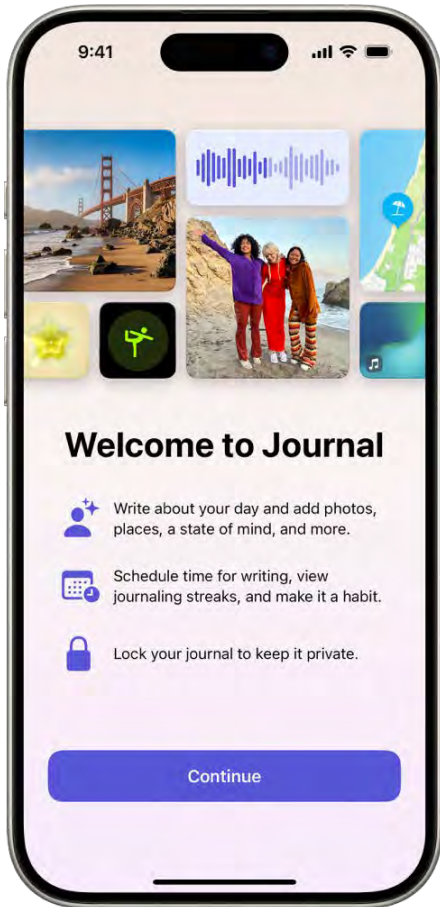 9:41
Welcome to Journal
Write about your day and add photos,
places, a state of mind, and more.
Schedule time for writing, view
journaling streaks, and make it a habit.
Lock your journal to keep it private.
Continue